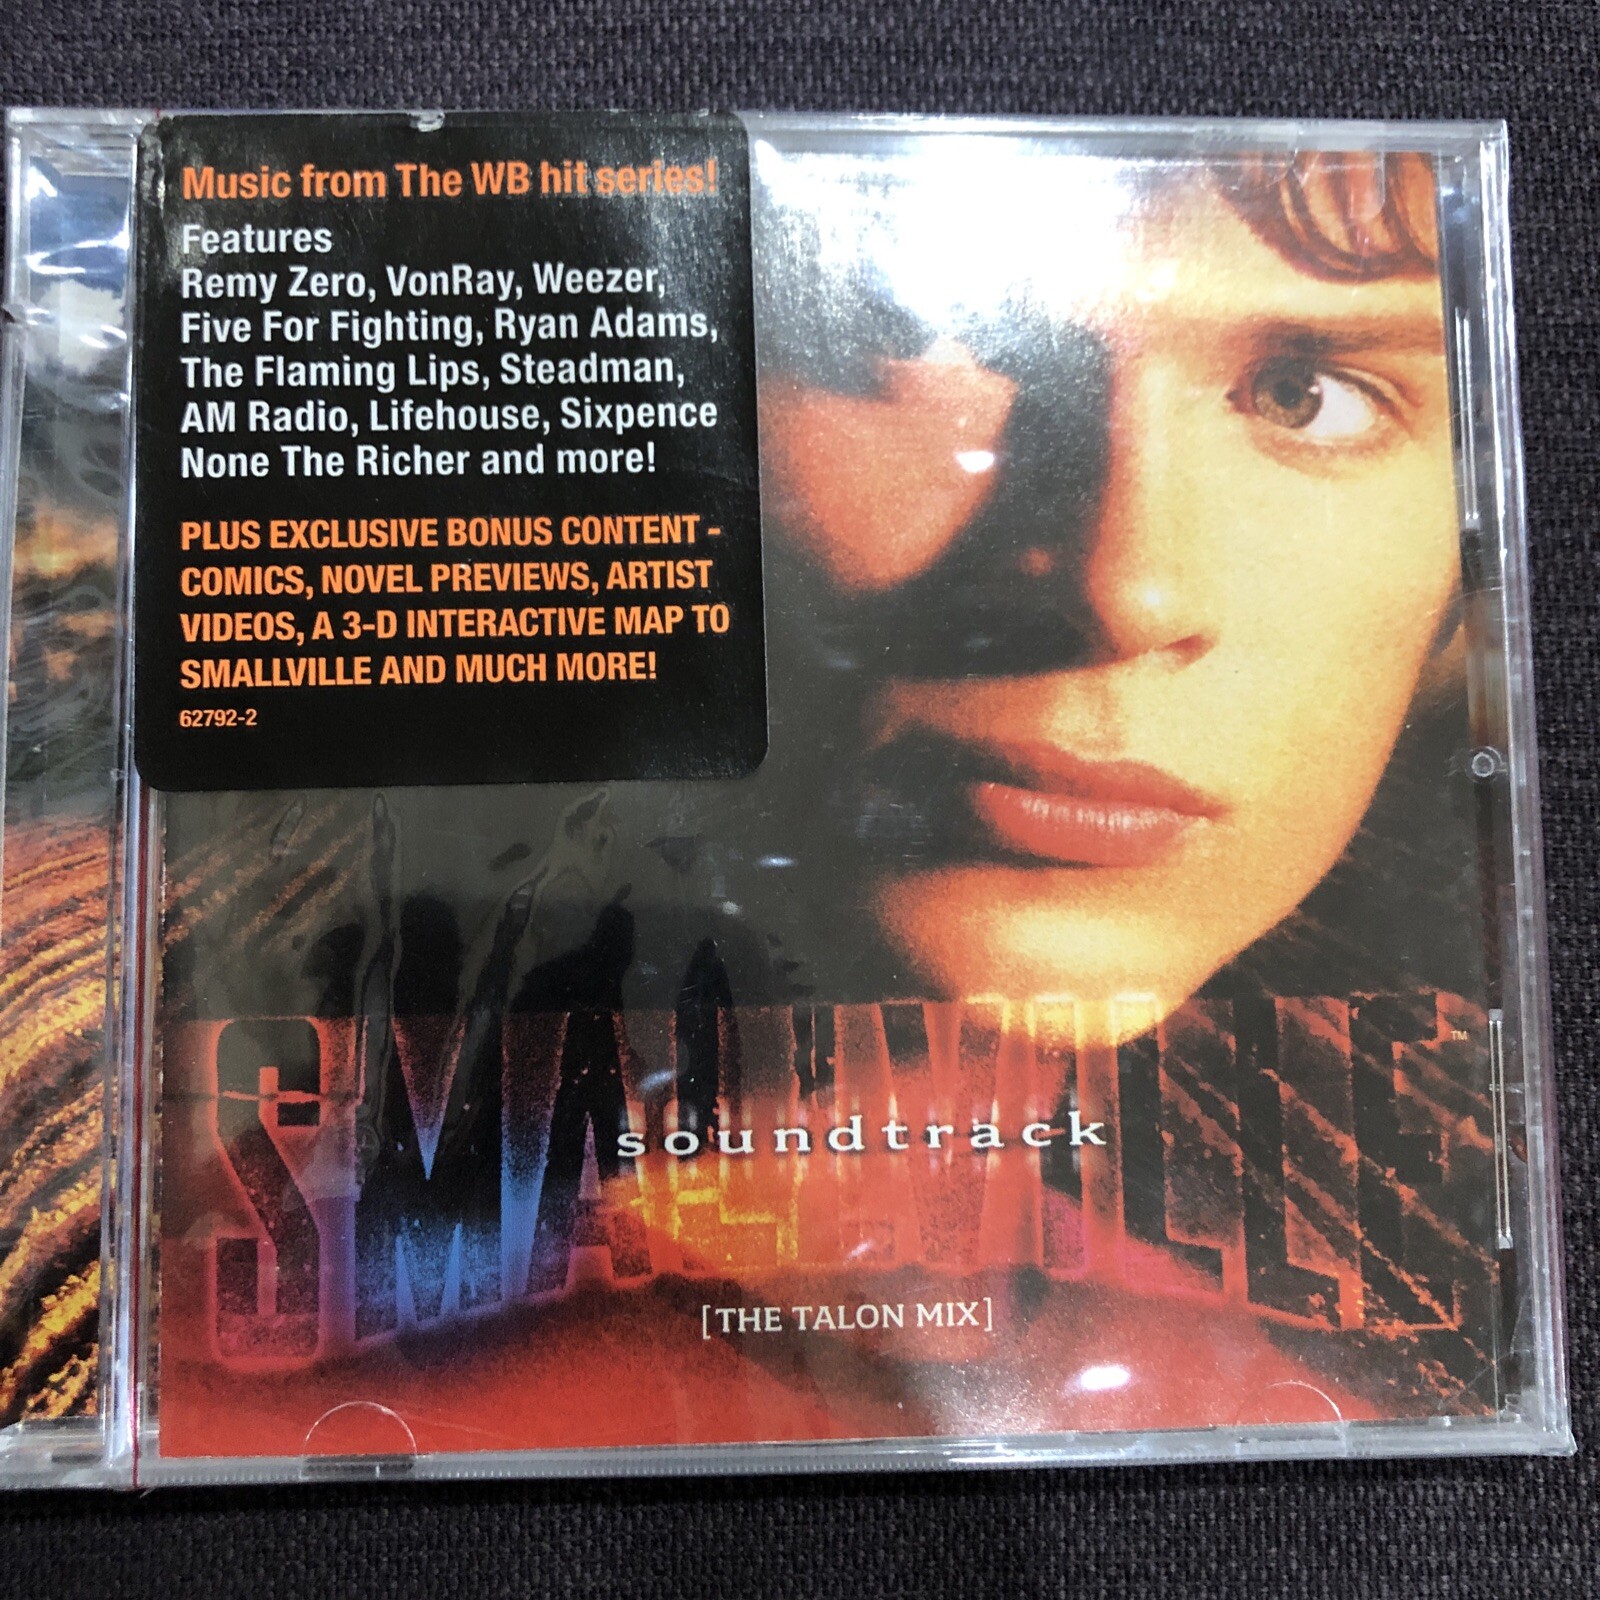 Music from The WB hit series!
Features
Remy Zero, VonRay, Weezer,
Five For Fighting, Ryan Adams,
The Flaming Lips, Steadman,
AM Radio, Lifehouse, Sixpence
None The Richer and more!
PLUS EXCLUSIVE BONUS CONTENT -
COMICS, NOVEL PREVIEWS, ARTIST
VIDEOS, A 3-D INTERACTIVE MAP TO
SMALLVILLE AND MUCH MORE!
62792-2
SMALLVILLE™
soundtrack
[THE TALON MIX]